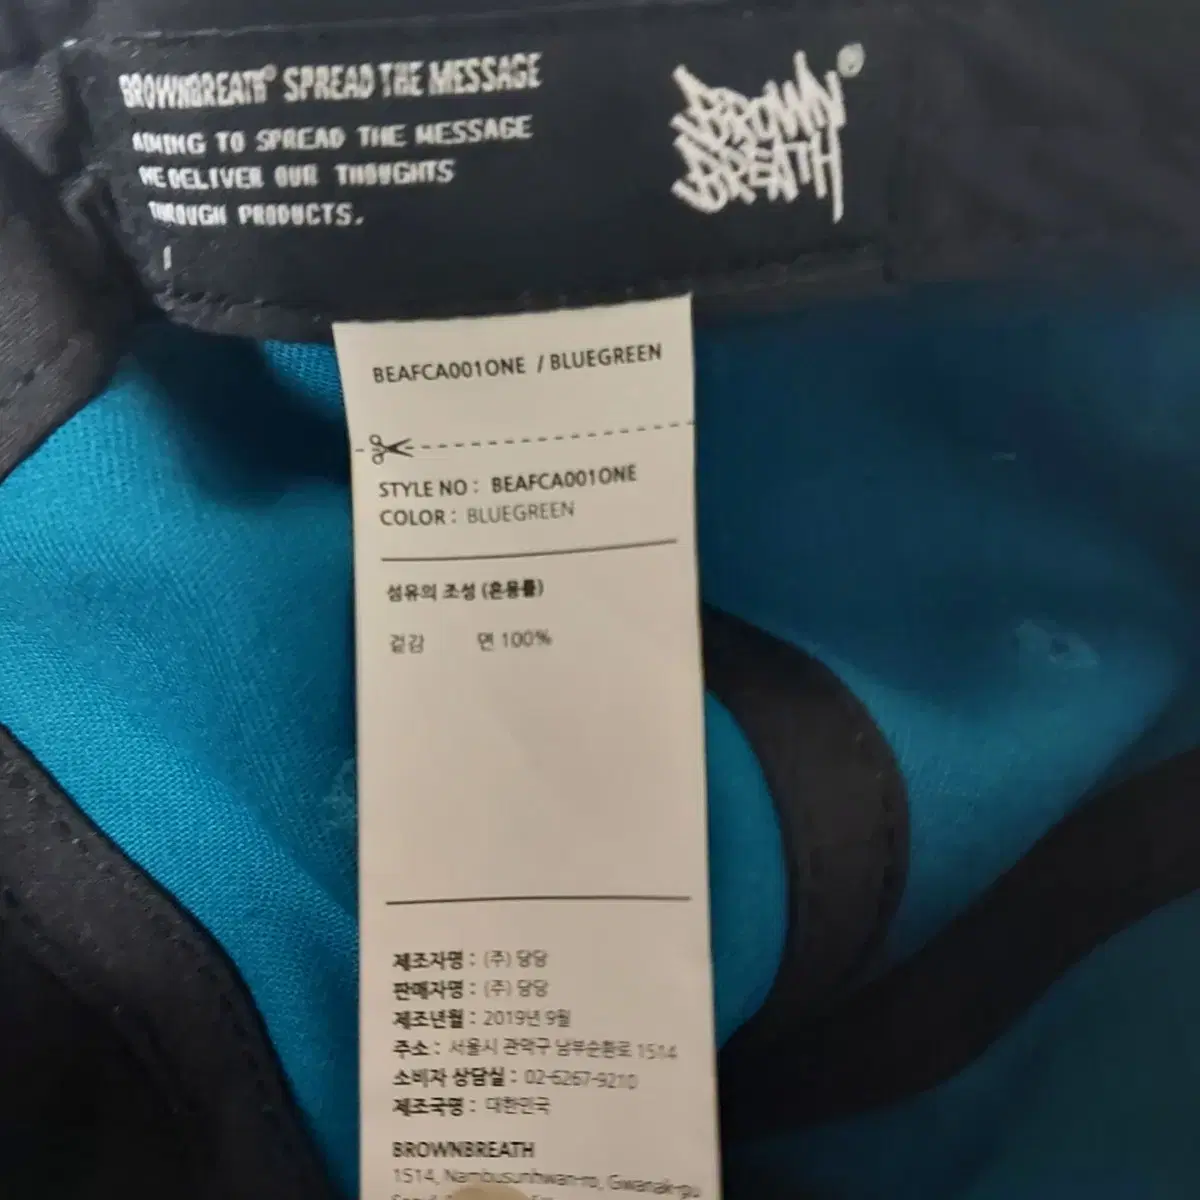 BROWNBREATH® SPREAD THE MESSAGE
AIMING TO SPREAD THE MESSAGE
WE DELIVER OUR THOUGHTS
THROUGH PRODUCTS.
BROWN
BREATH®
BEAFCA001ONE / BLUEGREEN
STYLE NO : BEAFCA001ONE
COLOR : BLUEGREEN
섬유의 조성 (혼용률)
겉감 면 100%
제조자명 : (주) 당당
판매자명 : (주) 당당
제조년월 : 2019년 9월
주소 : 서울시 관악구 남부순환로 1514
소비자 상담실 : 02-6267-9210
제조국명 : 대한민국
BROWNBREATH
1514, Nambusunhwan-ro, Gwanak-gu